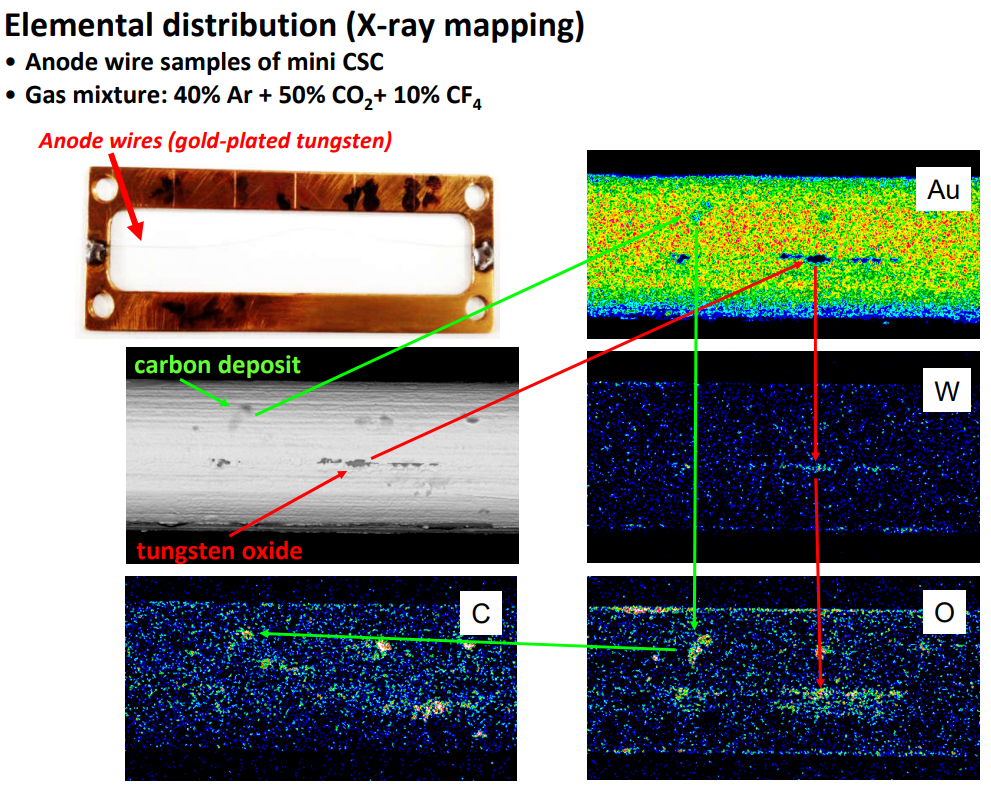 Elemental distribution (X-ray mapping)
• Anode wire samples of mini CSC
• Gas mixture: 40% Ar + 50% CO₂+ 10% CF₄
Anode wires (gold-plated tungsten)
Au
carbon deposit
W
tungsten oxide
C
O